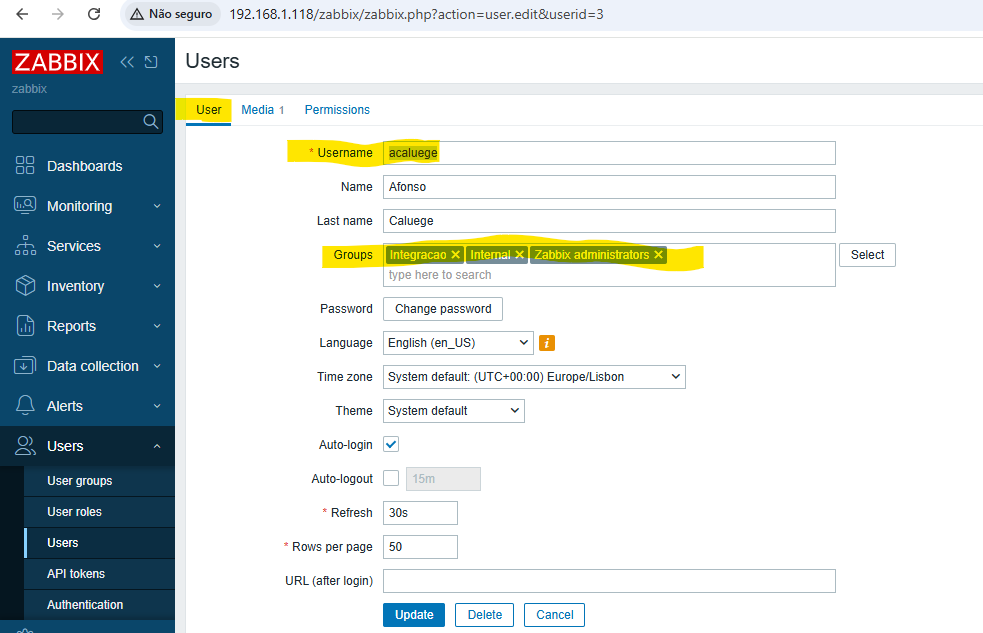 Não seguro 192.168.1.118/zabbix/zabbix.php?action=user.edit&userid=3
ZABBIX
zabbix
Dashboards
Monitoring
Services
Inventory
Reports
Data collection
Alerts
Users
User groups
User roles
Users
API tokens
Authentication
Users
User Media 1 Permissions
* Username acaluege
Name Afonso
Last name Caluege
Groups Integracao Internal Zabbix administrators Select
type here to search
Password Change password
Language English (en_US) i
Time zone System default: (UTC+00:00) Europe/Lisbon
Theme System default
Auto-login
Auto-logout 15m
* Refresh 30s
* Rows per page 50
URL (after login)
Update Delete Cancel